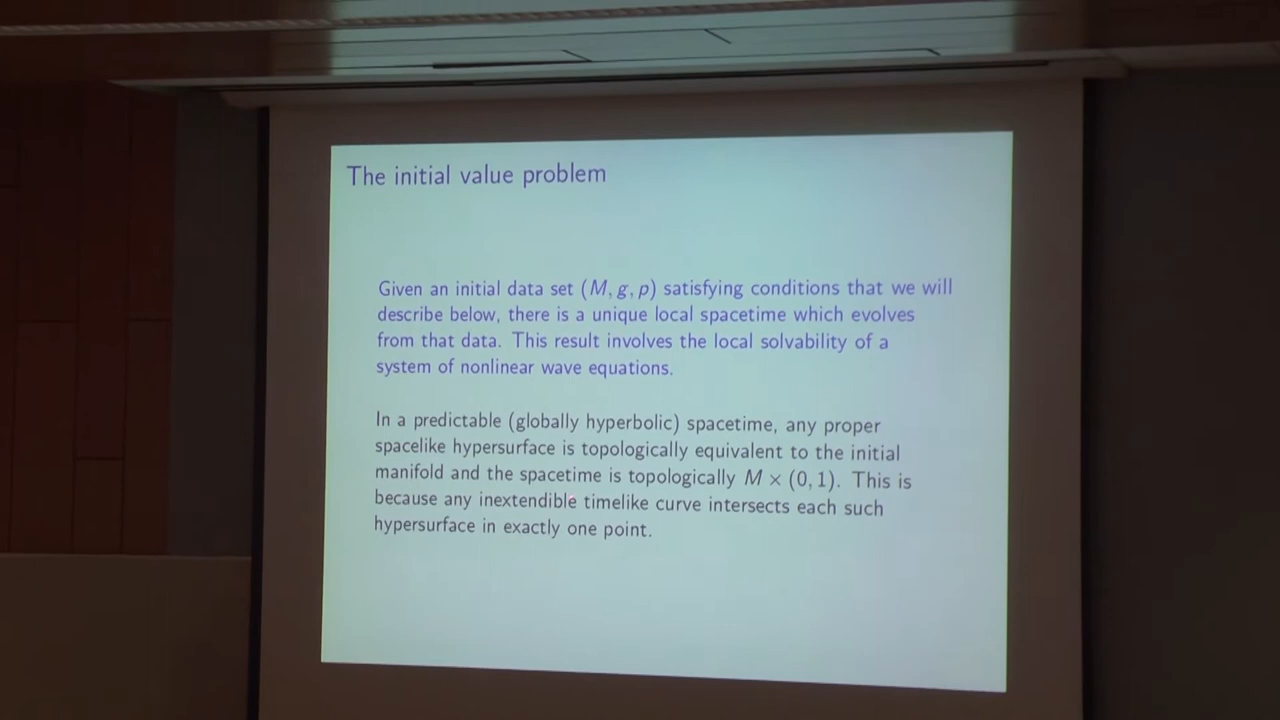 The initial value problem
Given an initial data set (M, g, p) satisfying conditions that we will
describe below, there is a unique local spacetime which evolves
from that data. This result involves the local solvability of a
system of nonlinear wave equations.
In a predictable (globally hyperbolic) spacetime, any proper
spacelike hypersurface is topologically equivalent to the initial
manifold and the spacetime is topologically M × (0, 1). This is
because any inextendible timelike curve intersects each such
hypersurface in exactly one point.